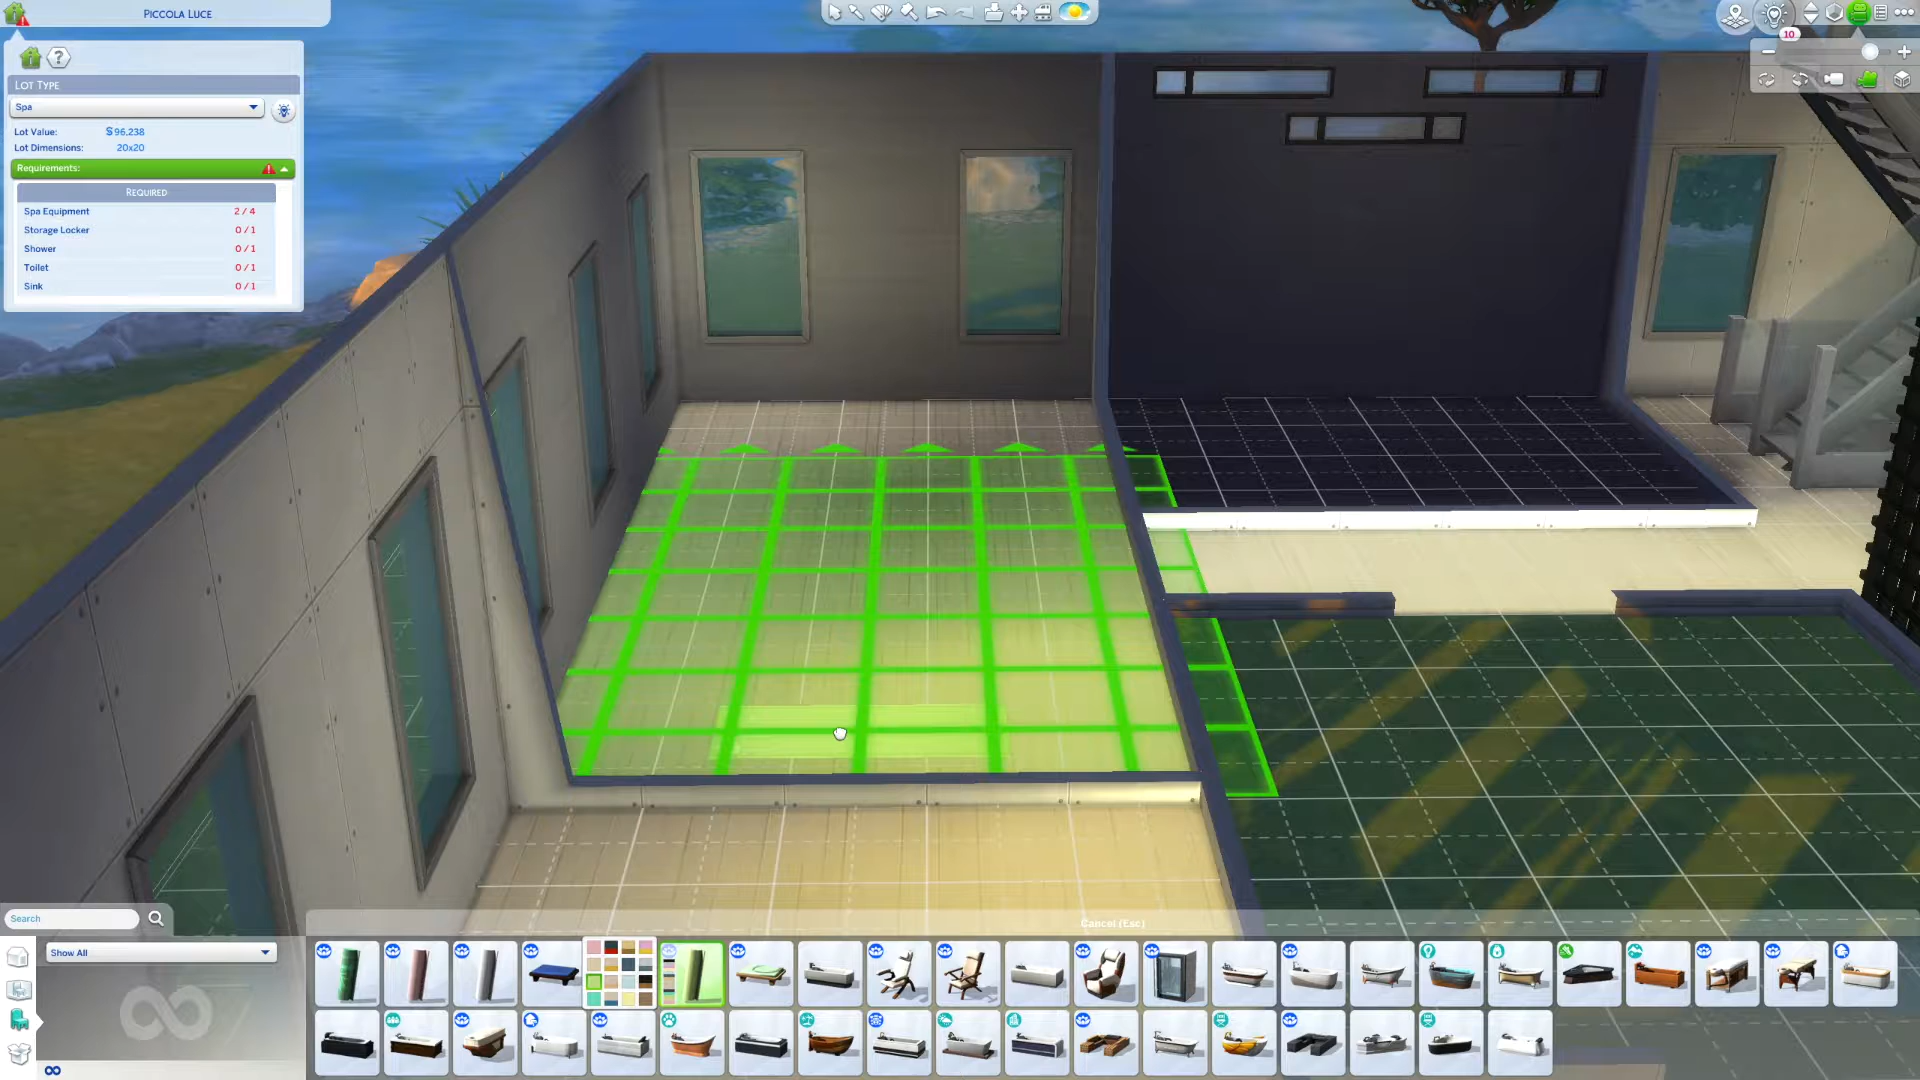 PICCOLA LUCE
10
LOT TYPE
Spa
Lot Value: §96,238
Lot Dimensions: 20x20
Requirements:
REQUIRED
Spa Equipment 2 / 4
Storage Locker 0 / 1
Shower 0 / 1
Toilet 0 / 1
Sink 0 / 1
Search
Cancel (Esc)
Show All